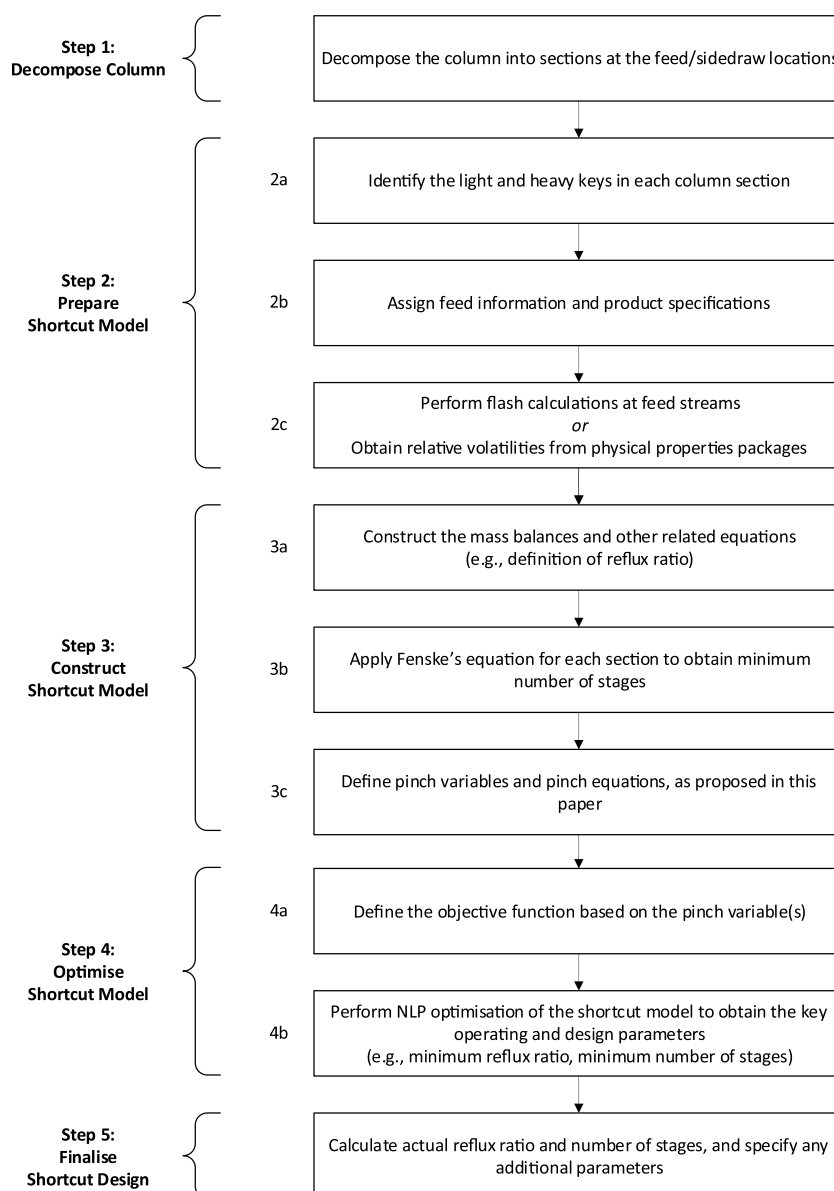 Step 1:
Decompose Column
Decompose the column into sections at the feed/sidedraw locations
Step 2:
Prepare
Shortcut Model
2a
Identify the light and heavy keys in each column section
2b
Assign feed information and product specifications
2c
Perform flash calculations at feed streams
or
Obtain relative volatilities from physical properties packages
Step 3:
Construct
Shortcut Model
3a
Construct the mass balances and other related equations
(e.g., definition of reflux ratio)
3b
Apply Fenske’s equation for each section to obtain minimum
number of stages
3c
Define pinch variables and pinch equations, as proposed in this
paper
Step 4:
Optimise
Shortcut Model
4a
Define the objective function based on the pinch variable(s)
4b
Perform NLP optimisation of the shortcut model to obtain the key
operating and design parameters
(e.g., minimum reflux ratio, minimum number of stages)
Step 5:
Finalise
Shortcut Design
Calculate actual reflux ratio and number of stages, and specify any
additional parameters